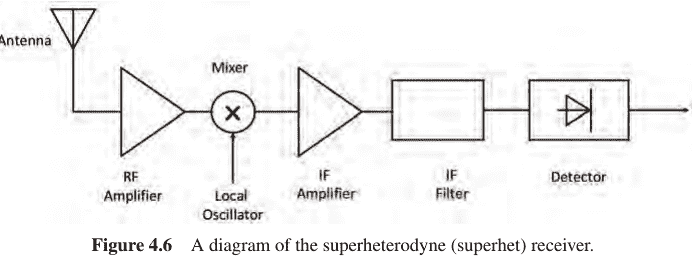 Antenna
Mixer
RF
Amplifier
Local
Oscillator
IF
Amplifier
IF
Filter
Detector
Figure 4.6 A diagram of the superheterodyne (superhet) receiver.